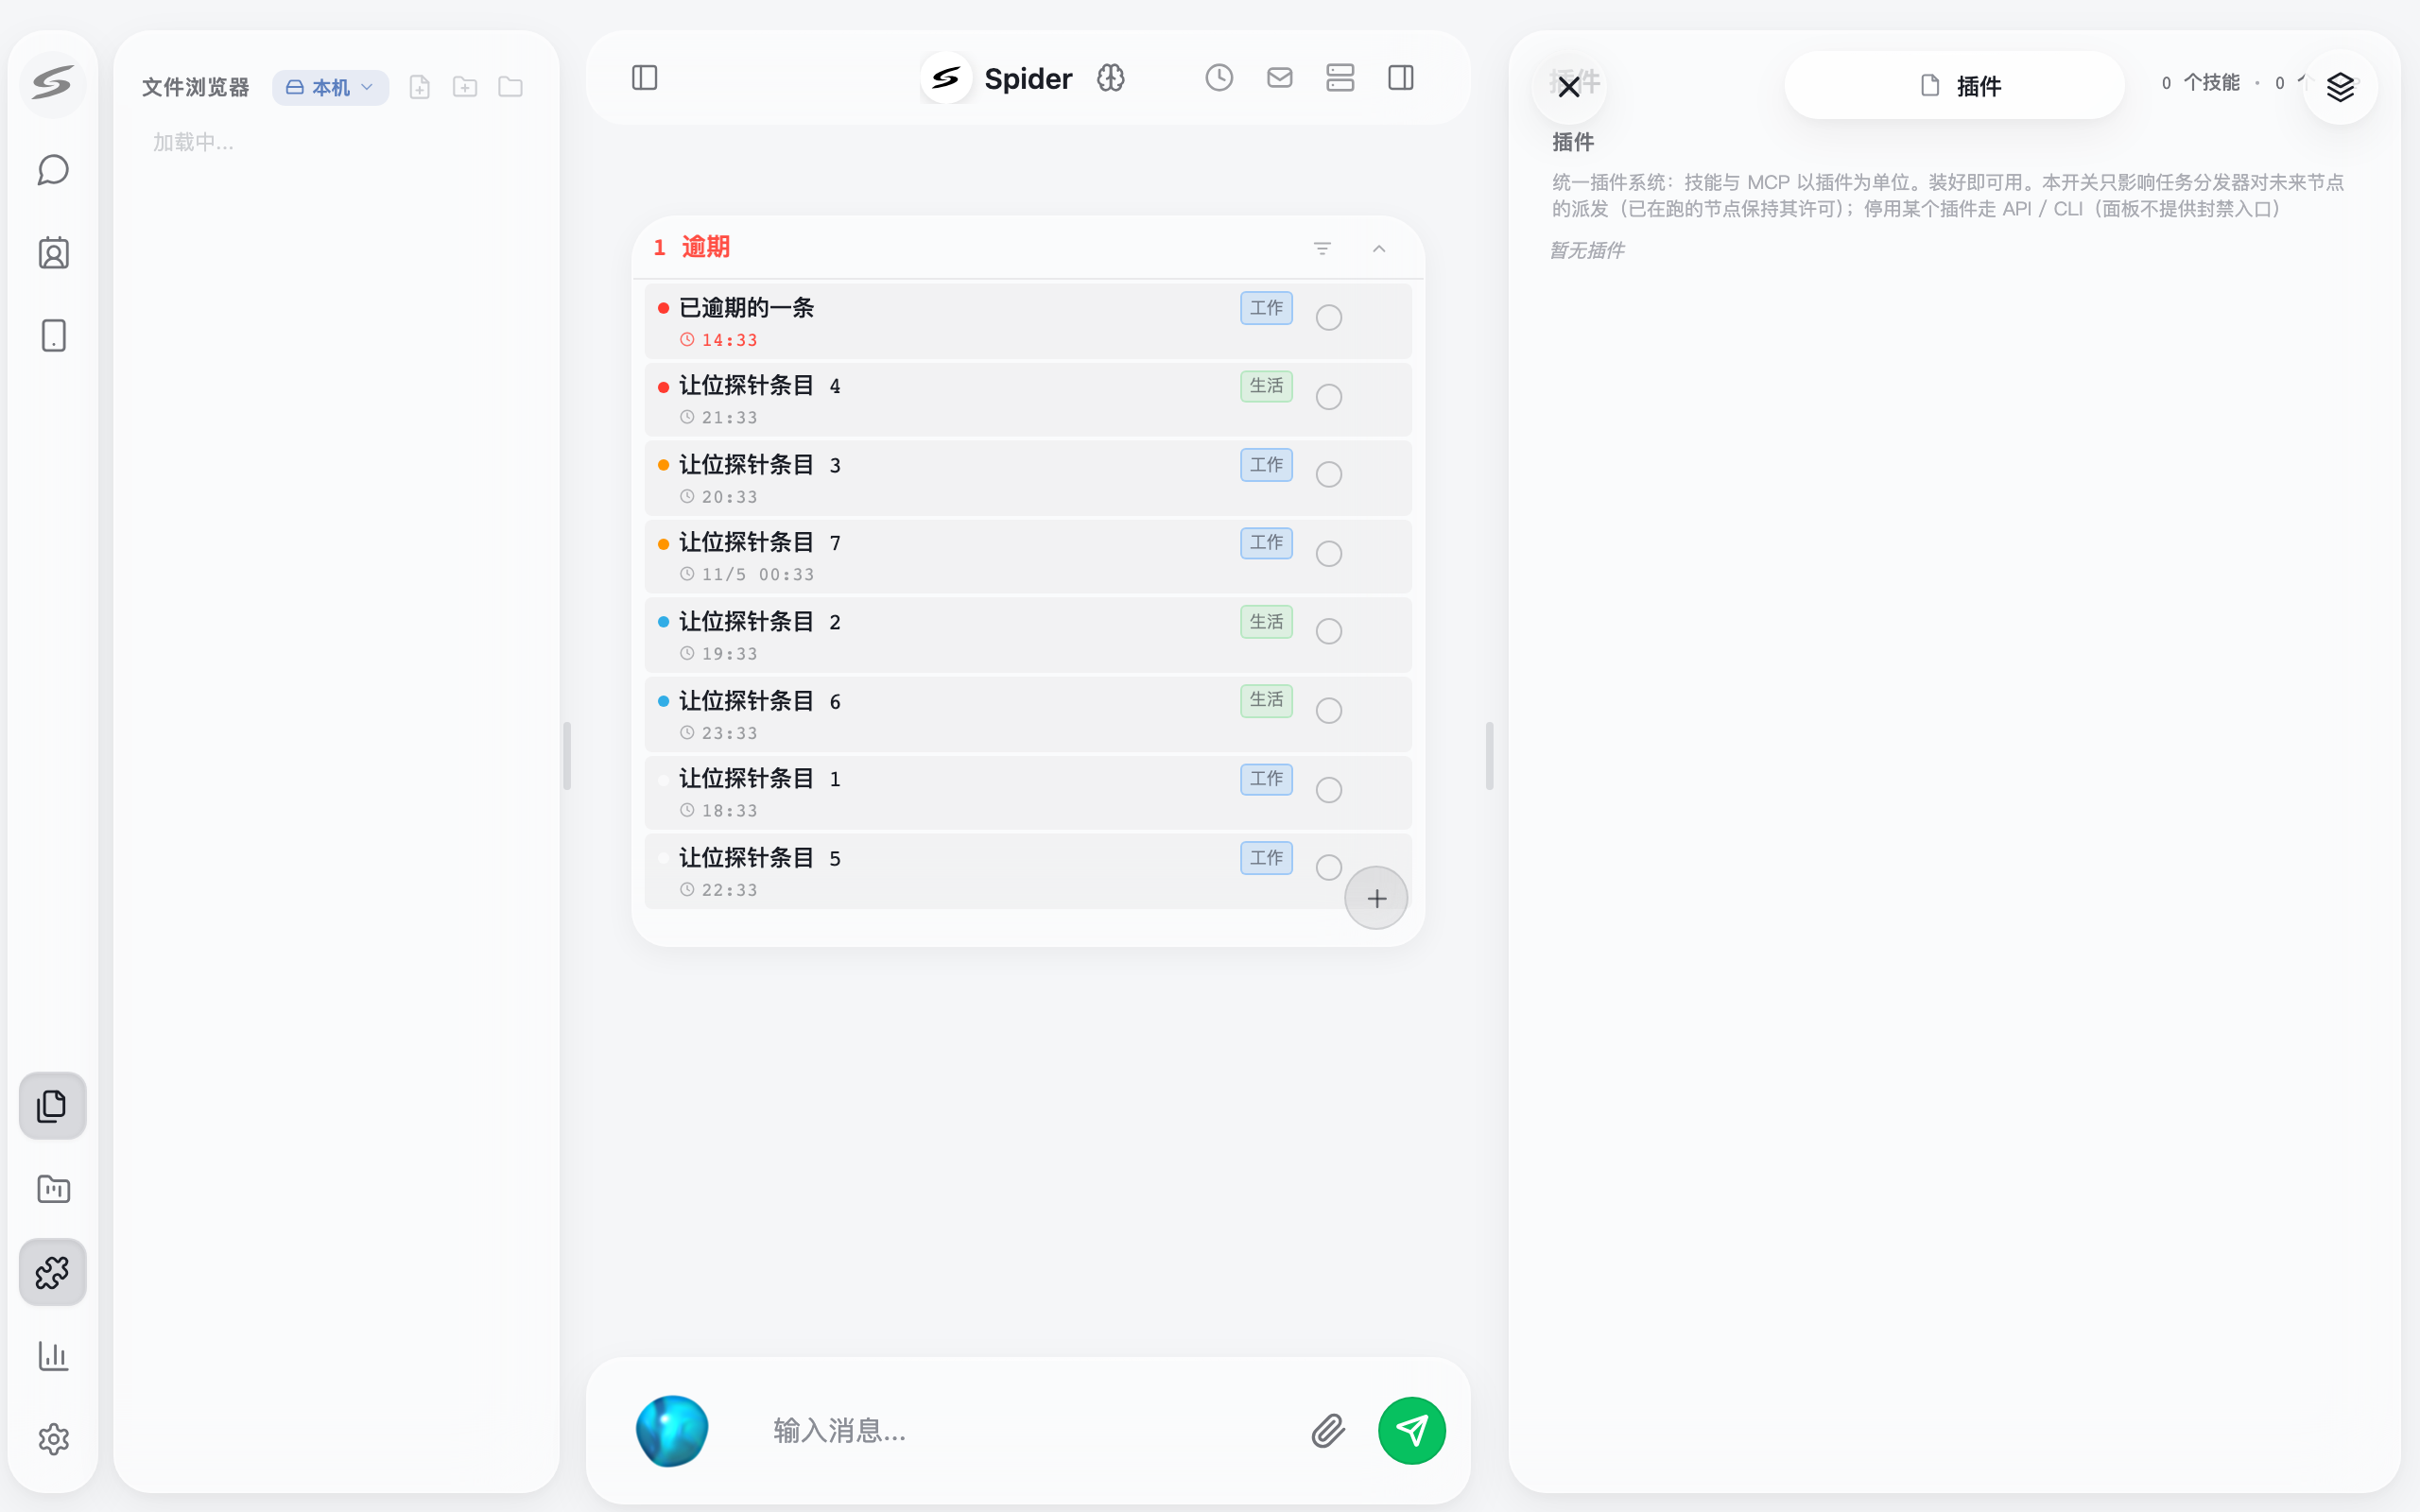 文件浏览器 本机
加载中...
Spider
1 逾期
已逾期的一条 工作
14:33
让位探针条目 4 生活
21:33
让位探针条目 3 工作
20:33
让位探针条目 7 工作
11/5 00:33
让位探针条目 2 生活
19:33
让位探针条目 6 生活
23:33
让位探针条目 1 工作
18:33
让位探针条目 5 工作
22:33
输入消息...
插件
插件
0 个技能 · 0 个
插件
统一插件系统：技能与 MCP 以插件为单位。装好即可用。本开关只影响任务分发器对未来节点
的派发（已在跑的节点保持其许可）；停用某个插件走 API / CLI（面板不提供封禁入口）
暂无插件